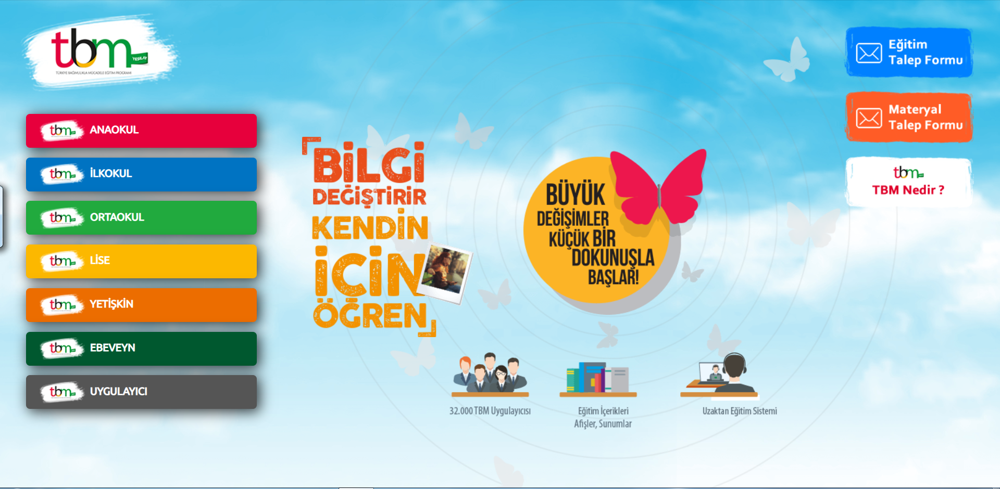 tbm
YEŞİLAY
TÜRKİYE BAĞIMLILIKLA MÜCADELE EĞİTİM PROGRAMI
tbm ANAOKUL
tbm İLKOKUL
tbm ORTAOKUL
tbm LİSE
tbm YETİŞKİN
tbm EBEVEYN
tbm UYGULAYICI
BİLGİ
DEĞİŞTİRİR
KENDİN
İÇİN
ÖĞREN
BÜYÜK
DEĞİŞİMLER
KÜÇÜK BİR
DOKUNUŞLA
BAŞLAR!
32.000 TBM Uygulayıcısı
Eğitim İçerikleri
Afişler, Sunumlar
Uzaktan Eğitim Sistemi
Eğitim
Talep Formu
Materyal
Talep Formu
tbm
TBM Nedir ?